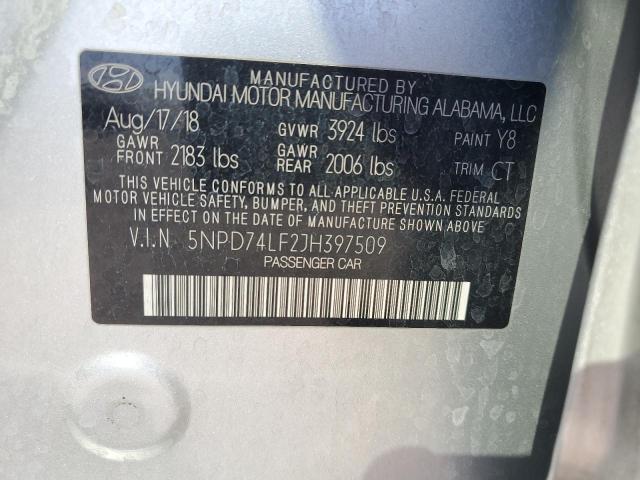 MANUFACTURED BY
HYUNDAI MOTOR MANUFACTURING ALABAMA, LLC
Aug/17/18 GVWR 3924 lbs PAINT Y8
GAWR FRONT 2183 lbs GAWR REAR 2006 lbs TRIM CT
THIS VEHICLE CONFORMS TO ALL APPLICABLE U.S.A. FEDERAL
MOTOR VEHICLE SAFETY, BUMPER, AND THEFT PREVENTION STANDARDS
IN EFFECT ON THE DATE OF MANUFACTURE SHOWN ABOVE
V.I.N 5NPD74LF2JH397509
PASSENGER CAR